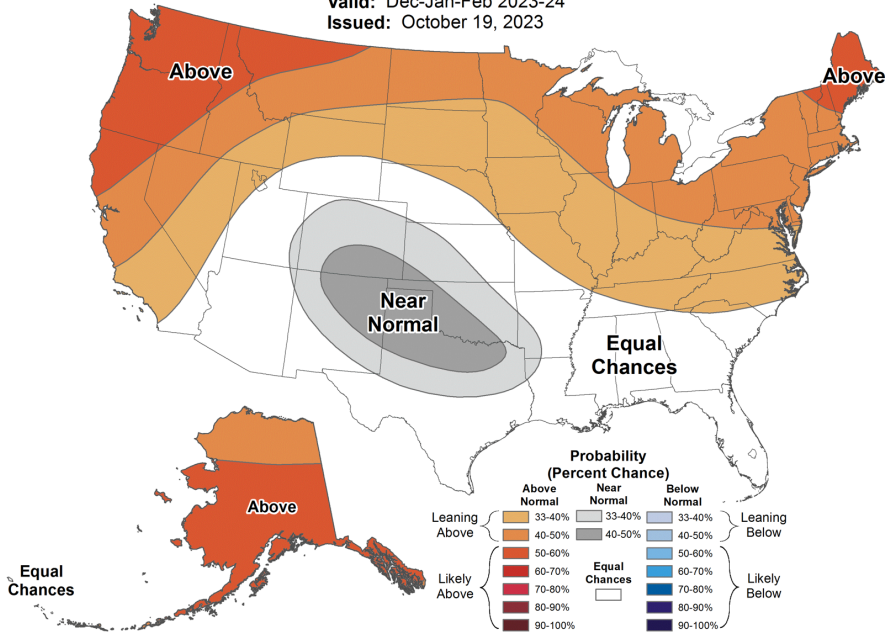 Valid: Dec-Jan-Feb 2023-24
Issued: October 19, 2023
Above
Above
Near
Normal
Equal
Chances
Above
Equal
Chances
Probability
(Percent Chance)
Above
Normal
Near
Normal
Below
Normal
Leaning
Above
33-40%
33-40%
33-40%
40-50%
40-50%
40-50%
Leaning
Below
Likely
Above
50-60%
60-70%
70-80%
80-90%
90-100%
Equal
Chances
50-60%
60-70%
70-80%
80-90%
90-100%
Likely
Below